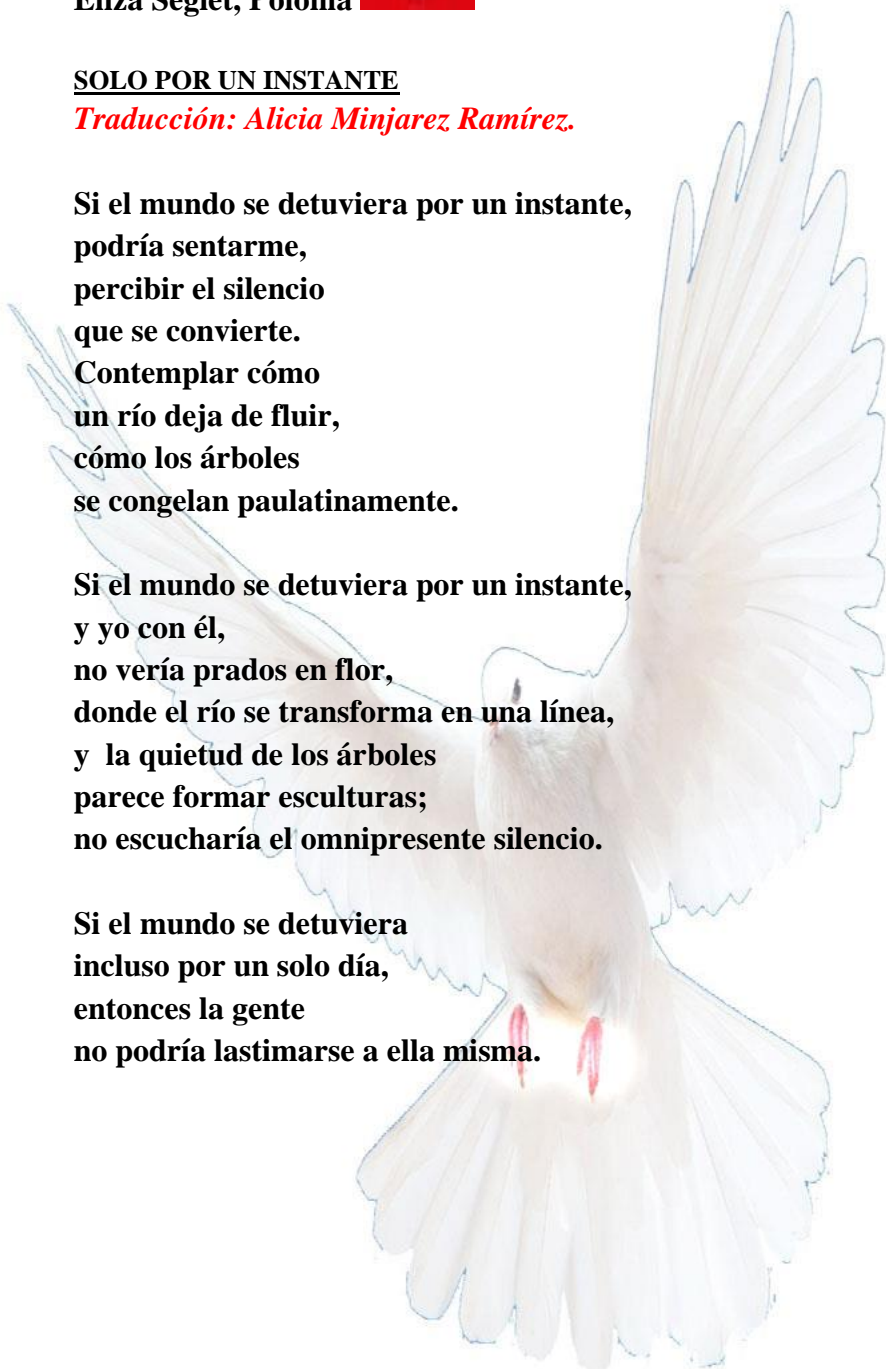 Eliza Segiet, Polonia
SOLO POR UN INSTANTE
Traducción: Alicia Minjarez Ramírez.
Si el mundo se detuviera por un instante,
podría sentarme,
percibir el silencio
que se convierte.
Contemplar cómo
un río deja de fluir,
cómo los árboles
se congelan paulatinamente.
Si el mundo se detuviera por un instante,
y yo con él,
no vería prados en flor,
donde el río se transforma en una línea,
y  la quietud de los árboles
parece formar esculturas;
no escucharía el omnipresente silencio.
Si el mundo se detuviera
incluso por un solo día,
entonces la gente
no podría lastimarse a ella misma.